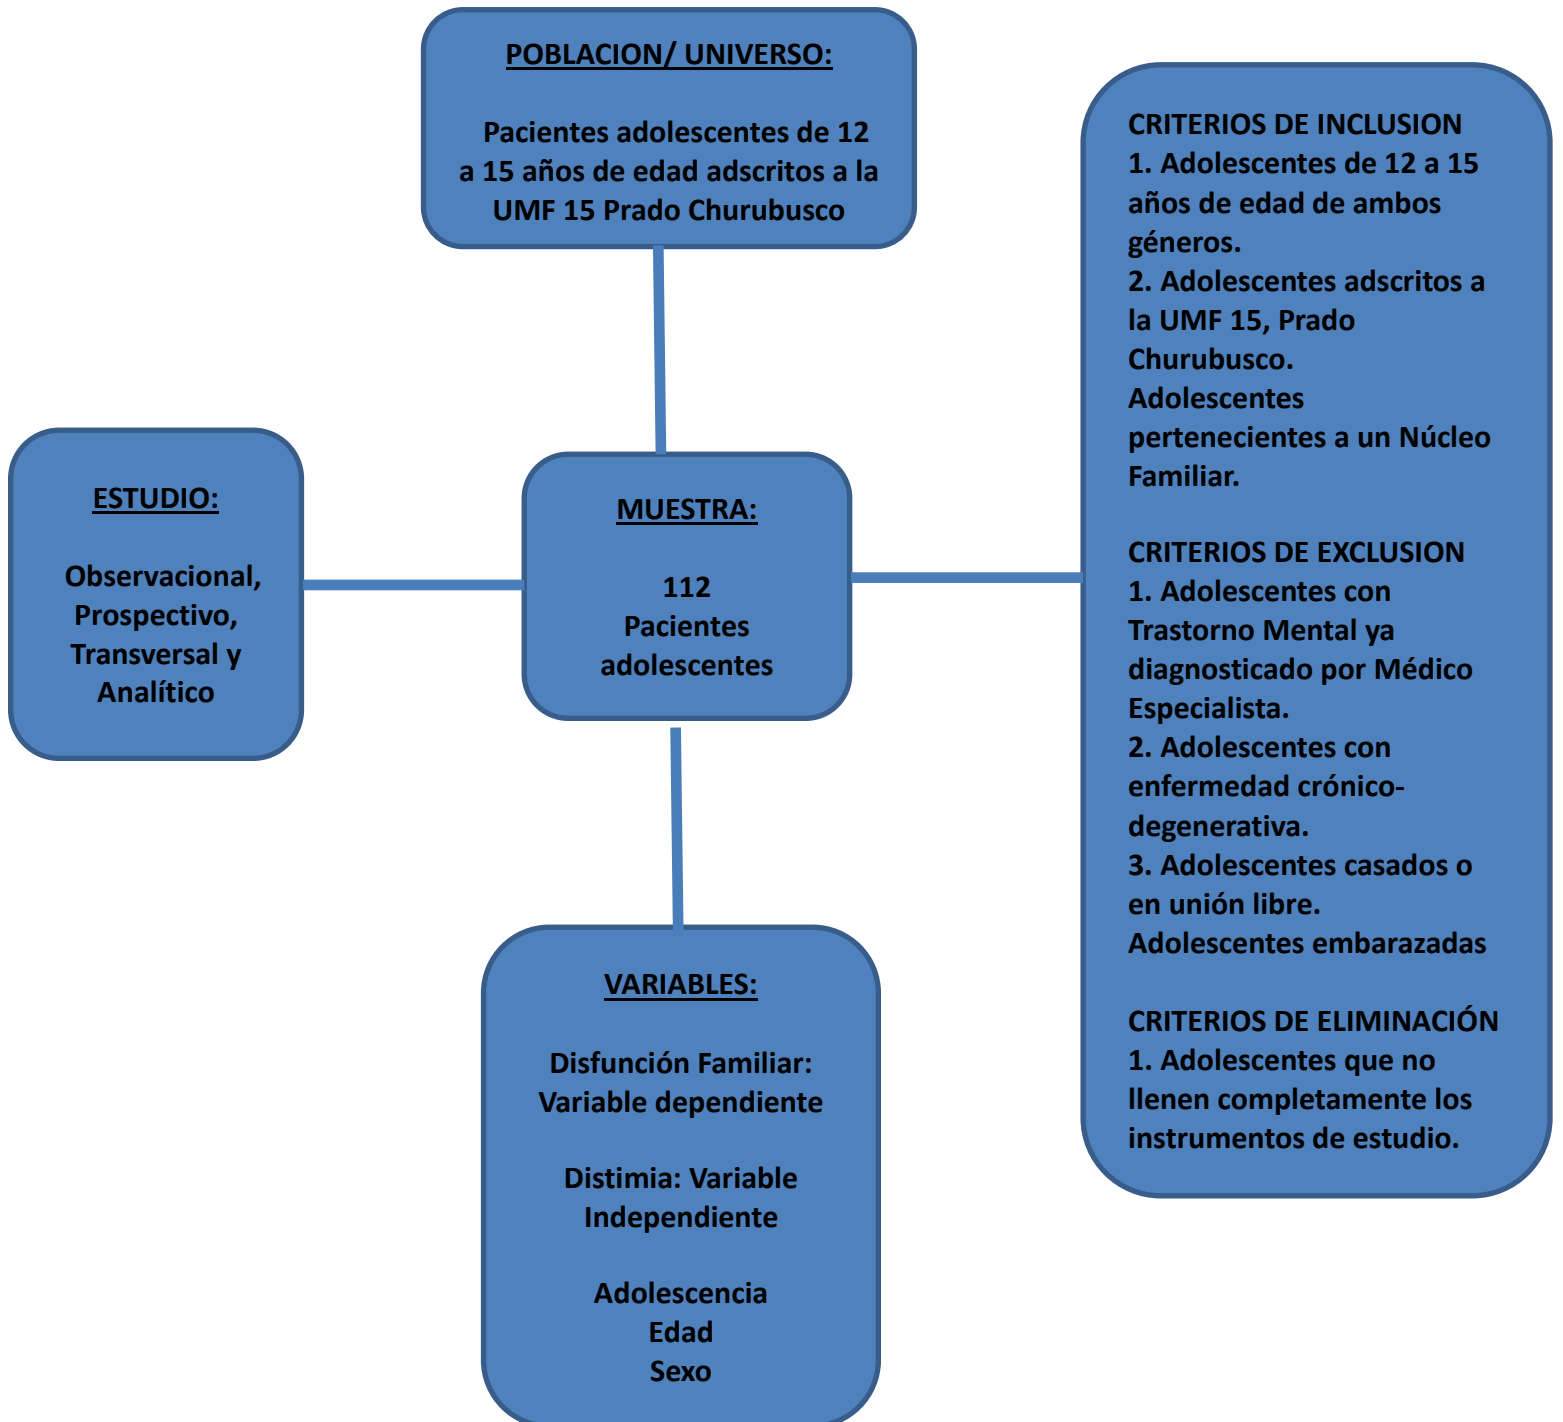 POBLACION/ UNIVERSO:
Pacientes adolescentes de 12
a 15 años de edad adscritos a la
UMF 15 Prado Churubusco
ESTUDIO:
Observacional,
Prospectivo,
Transversal y
Analítico
MUESTRA:
112
Pacientes
adolescentes
CRITERIOS DE INCLUSION
1. Adolescentes de 12 a 15
años de edad de ambos
géneros.
2. Adolescentes adscritos a
la UMF 15, Prado
Churubusco.
Adolescentes
pertenecientes a un Núcleo
Familiar.
CRITERIOS DE EXCLUSION
1. Adolescentes con
Trastorno Mental ya
diagnosticado por Médico
Especialista.
2. Adolescentes con
enfermedad crónico-
degenerativa.
3. Adolescentes casados o
en unión libre.
Adolescentes embarazadas
CRITERIOS DE ELIMINACIÓN
1. Adolescentes que no
llenen completamente los
instrumentos de estudio.
VARIABLES:
Disfunción Familiar:
Variable dependiente
Distimia: Variable
Independiente
Adolescencia
Edad
Sexo